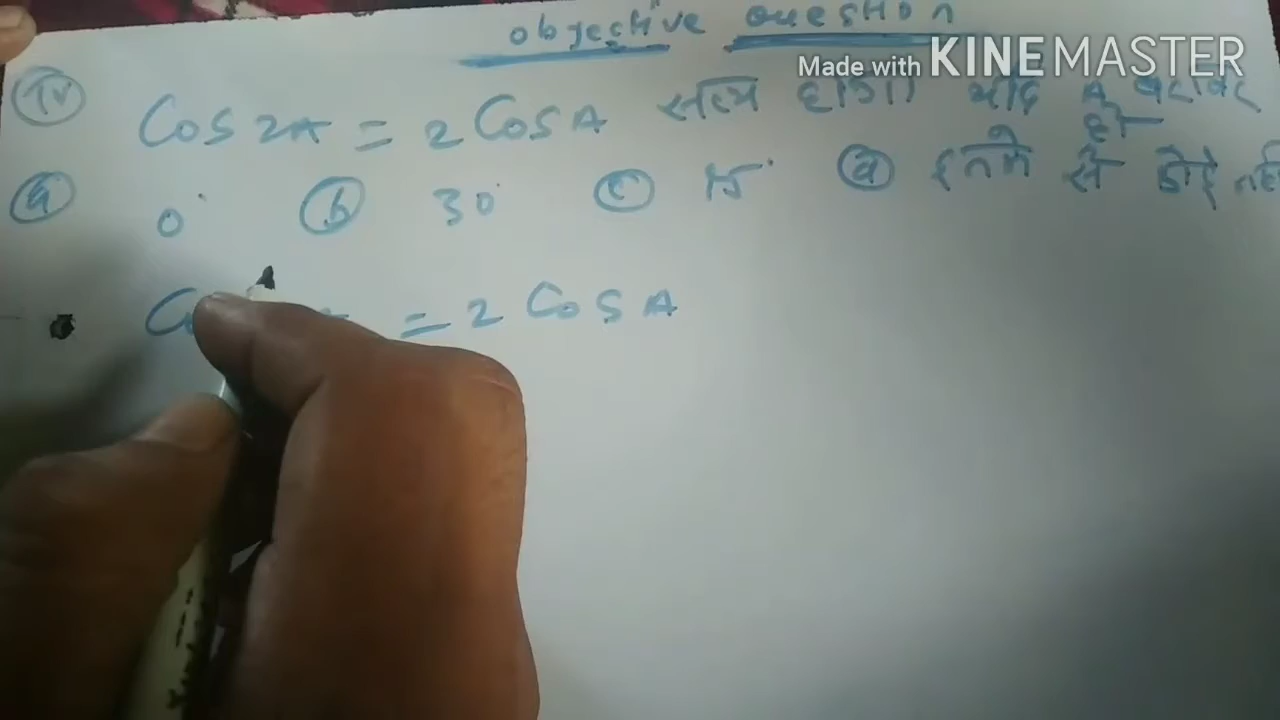 objective question
Made with KINEMASTER
(iv) Cos 2A = 2 Cos A सत्य होगा यदि A बराबर है
(a) 0° (b) 30° (c) 45° (d) इनमें से कोई नही
= 2 Cos A